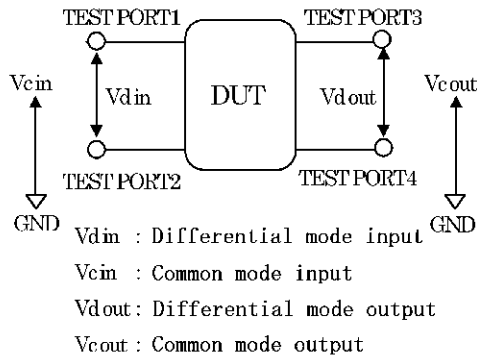 TEST PORT1
TEST PORT3
Vcin
Vdin
DUT
Vdout
Vcout
TEST PORT2
TEST PORT4
GND
GND
Vdin : Differential mode input
Vcin : Common mode input
Vdout: Differential mode output
Vcout: Common mode output